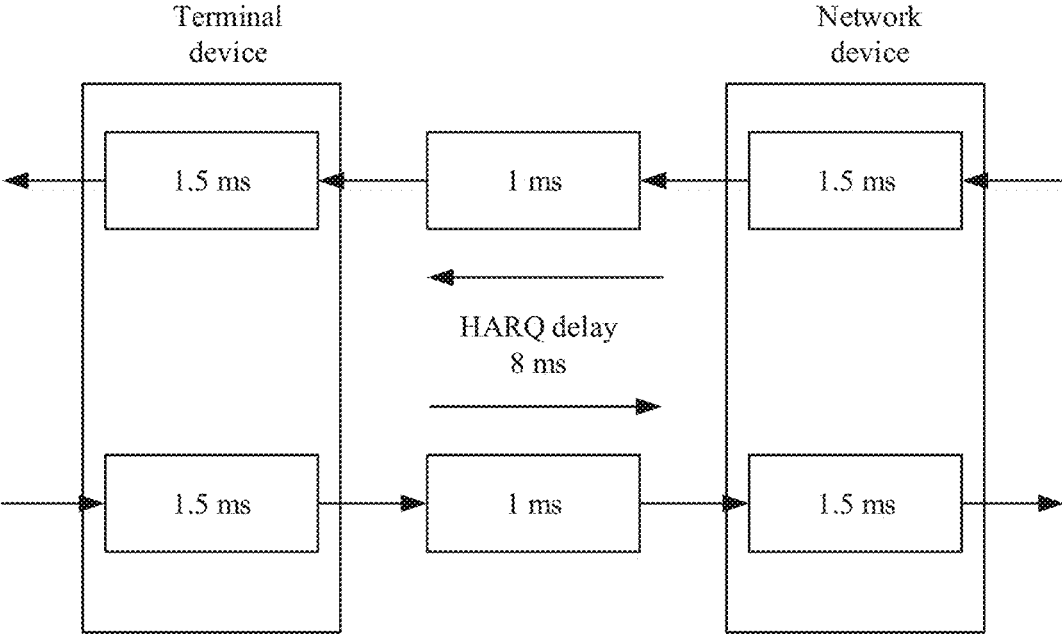 Terminal
device
Network
device
1.5 ms
1 ms
1.5 ms
HARQ delay
8 ms
1.5 ms
1 ms
1.5 ms